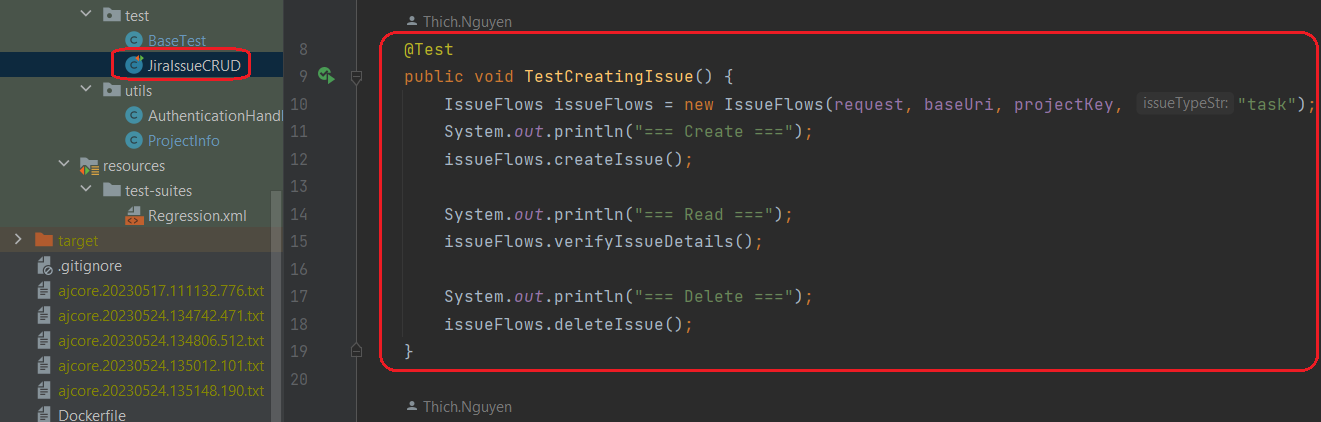 test
BaseTest
JiraIssueCRUD
utils
AuthenticationHandl
ProjectInfo
resources
test-suites
Regression.xml
target
.gitignore
ajcore.20230517.111132.776.txt
ajcore.20230524.134742.471.txt
ajcore.20230524.134806.512.txt
ajcore.20230524.135012.101.txt
ajcore.20230524.135148.190.txt
Dockerfile
Thich.Nguyen
8 @Test
9 public void TestCreatingIssue() {
10 IssueFlows issueFlows = new IssueFlows(request, baseUri, projectKey, issueTypeStr: "task");
11 System.out.println("=== Create ===");
12 issueFlows.createIssue();
13
14 System.out.println("=== Read ===");
15 issueFlows.verifyIssueDetails();
16
17 System.out.println("=== Delete ===");
18 issueFlows.deleteIssue();
19 }
20
Thich.Nguyen